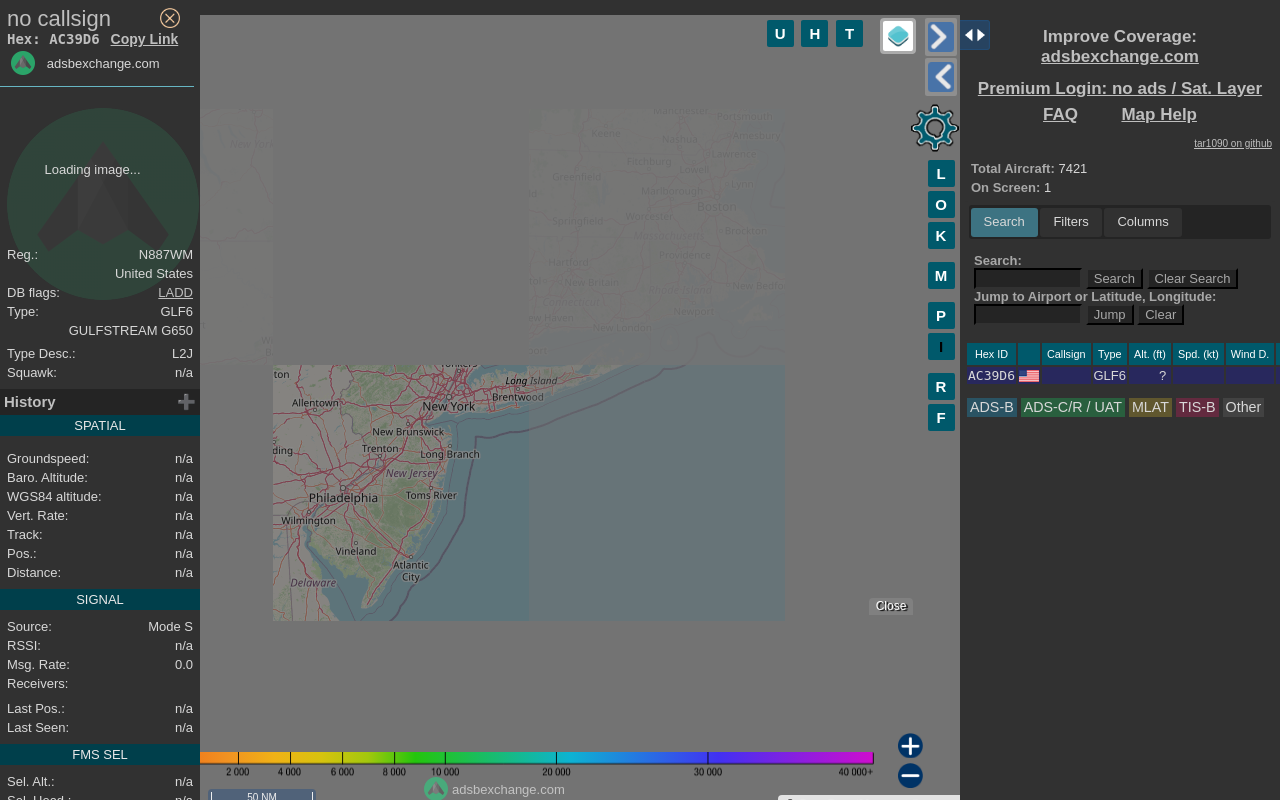 no callsign
Hex: AC39D6 Copy Link
adsbexchange.com
Loading image...
Reg.: N887WM
United States
DB flags: LADD
Type: GLF6
GULFSTREAM G650
Type Desc.: L2J
Squawk: n/a
History
SPATIAL
Groundspeed: n/a
Baro. Altitude: n/a
WGS84 altitude: n/a
Vert. Rate: n/a
Track: n/a
Pos.: n/a
Distance: n/a
SIGNAL
Source: Mode S
RSSI: n/a
Msg. Rate: 0.0
Receivers:
Last Pos.: n/a
Last Seen: n/a
FMS SEL
Sel. Alt.: n/a
U H T
L
O
K
M
P
I
R
F
Portsmouth
Keene
Nashua
Amesbury
Fitchburg
Lawrence
Lowell
Greenfield
Marlborough
Lynn
Boston
Springfield
Worcester
Massachusetts
Brockton
Hartford
Providence
New Britain
New London
Newport
Long Island
Allentown
Brentwood
New York
New Brunswick
Trenton
Long Branch
New Jersey
Philadelphia
Toms River
Wilmington
Vineland
Atlantic
City
Delaware
Close
2 000 4 000 6 000 8 000 10 000 20 000 30 000 40 000+
adsbexchange.com
50 NM
Improve Coverage:
adsbexchange.com
Premium Login: no ads / Sat. Layer
FAQ Map Help
tar1090 on github
Total Aircraft: 7421
On Screen: 1
Search Filters Columns
Search:
Search Clear Search
Jump to Airport or Latitude, Longitude:
Jump Clear
Hex ID Callsign Type Alt. (ft) Spd. (kt) Wind D.
AC39D6 GLF6 ?
ADS-B ADS-C/R / UAT MLAT TIS-B Other